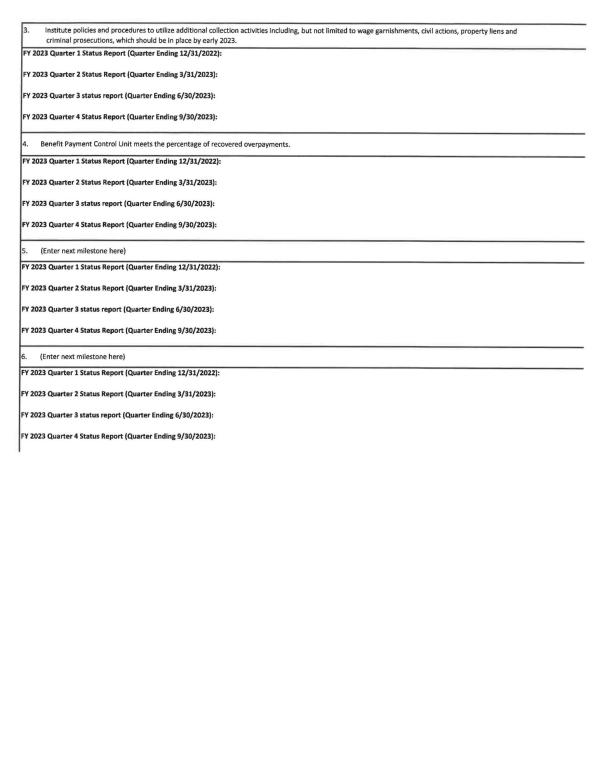 3. Institute policies and procedures to utilize additional collection activities including, but not limited to wage garnishments, civil actions, property liens and
criminal prosecutions, which should be in place by early 2023.
FY 2023 Quarter 1 Status Report (Quarter Ending 12/31/2022):
FY 2023 Quarter 2 Status Report (Quarter Ending 3/31/2023):
FY 2023 Quarter 3 status report (Quarter Ending 6/30/2023):
FY 2023 Quarter 4 Status Report (Quarter Ending 9/30/2023):
4. Benefit Payment Control Unit meets the percentage of recovered overpayments.
FY 2023 Quarter 1 Status Report (Quarter Ending 12/31/2022):
FY 2023 Quarter 2 Status Report (Quarter Ending 3/31/2023):
FY 2023 Quarter 3 status report (Quarter Ending 6/30/2023):
FY 2023 Quarter 4 Status Report (Quarter Ending 9/30/2023):
5. (Enter next milestone here)
FY 2023 Quarter 1 Status Report (Quarter Ending 12/31/2022):
FY 2023 Quarter 2 Status Report (Quarter Ending 3/31/2023):
FY 2023 Quarter 3 status report (Quarter Ending 6/30/2023):
FY 2023 Quarter 4 Status Report (Quarter Ending 9/30/2023):
6. (Enter next milestone here)
FY 2023 Quarter 1 Status Report (Quarter Ending 12/31/2022):
FY 2023 Quarter 2 Status Report (Quarter Ending 3/31/2023):
FY 2023 Quarter 3 status report (Quarter Ending 6/30/2023):
FY 2023 Quarter 4 Status Report (Quarter Ending 9/30/2023):